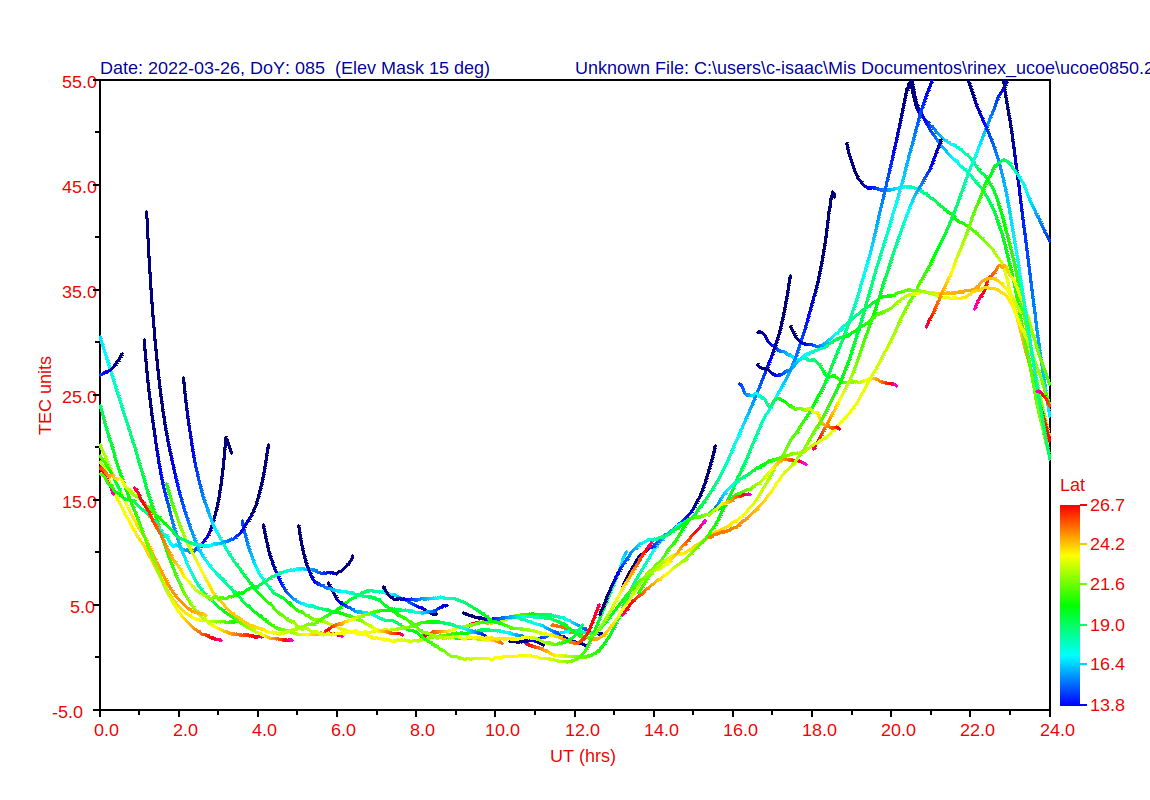 Date: 2022-03-26, DoY: 085  (Elev Mask 15 deg)
Unknown File: C:\users\c-isaac\Mis Documentos\rinex_ucoe\ucoe0850.2
55.0
45.0
35.0
25.0
15.0
5.0
-5.0
TEC units
0.0 2.0 4.0 6.0 8.0 10.0 12.0 14.0 16.0 18.0 20.0 22.0 24.0
UT (hrs)
Lat
26.7
24.2
21.6
19.0
16.4
13.8